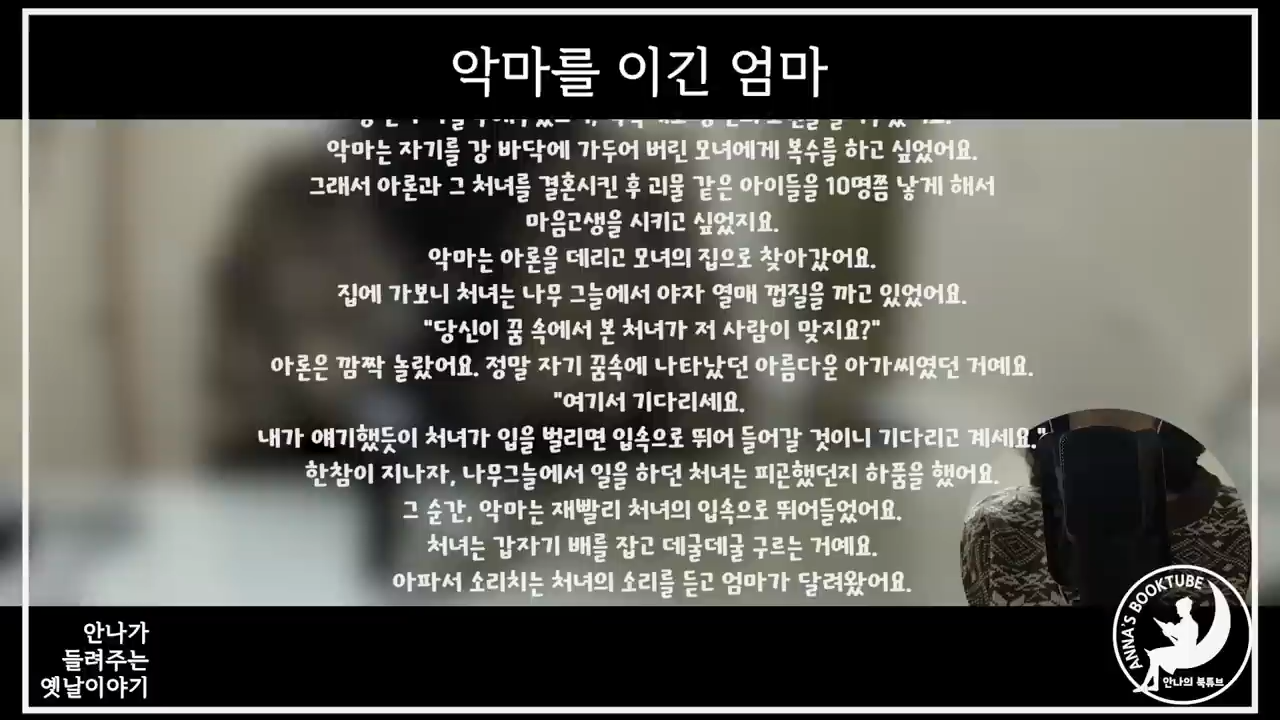 악마를 이긴 엄마
악마는 자기를 강 바닥에 가두어 버린 모녀에게 복수를 하고 싶었어요.
그래서 아론과 그 처녀를 결혼시킨 후 괴물 같은 아이들을 10명쯤 낳게 해서
마음고생을 시키고 싶었지요.
악마는 아론을 데리고 모녀의 집으로 찾아갔어요.
집에 가보니 처녀는 나무 그늘에서 야자 열매 껍질을 까고 있었어요.
"당신이 꿈 속에서 본 처녀가 저 사람이 맞지요?"
아론은 깜짝 놀랐어요. 정말 자기 꿈속에 나타났던 아름다운 아가씨였던 거예요.
"여기서 기다리세요.
내가 얘기했듯이 처녀가 입을 벌리면 입속으로 뛰어 들어갈 것이니 기다리고 계세요."
한참이 지나자, 나무그늘에서 일을 하던 처녀는 피곤했던지 하품을 했어요.
그 순간, 악마는 재빨리 처녀의 입속으로 뛰어들었어요.
처녀는 갑자기 배를 잡고 데굴데굴 구르는 거예요.
아파서 소리치는 처녀의 소리를 듣고 엄마가 달려왔어요.
안나가
들려주는
옛날이야기
ANNA'S BOOKTUBE
안나의 북튜브